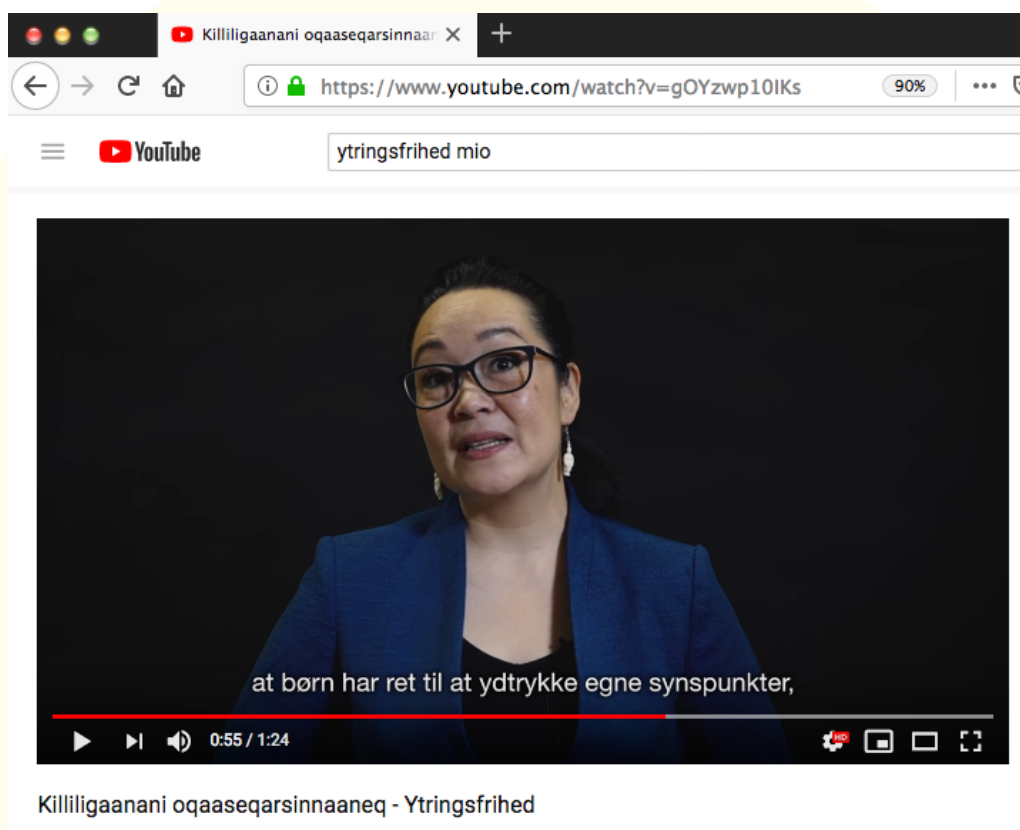 Killiligaanani oqaaseqarsinnaan
https://www.youtube.com/watch?v=gOYzwp10IKs
90%
YouTube
ytringsfrihed mio
at børn har ret til at ydtrykke egne synspunkter,
0:55 / 1:24
HD
Killiligaanani oqaaseqarsinnaaneq - Ytringsfrihed